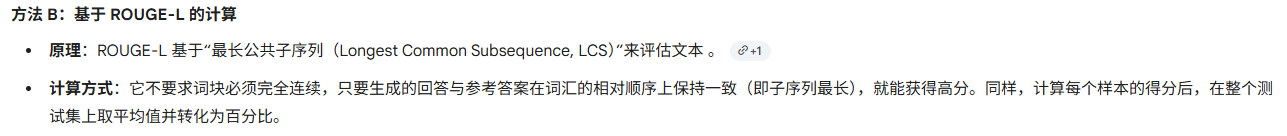 方法 B：基于 ROUGE-L 的计算
原理：ROUGE-L 基于“最长公共子序列（Longest Common Subsequence, LCS）”来评估文本 。 +1
计算方式：它不要求词块必须完全连续，只要生成的回答与参考答案在词汇的相对顺序上保持一致（即子序列最长），就能获得高分。同样，计算每个样本的得分后，在整个测
试集上取平均值并转化为百分比。